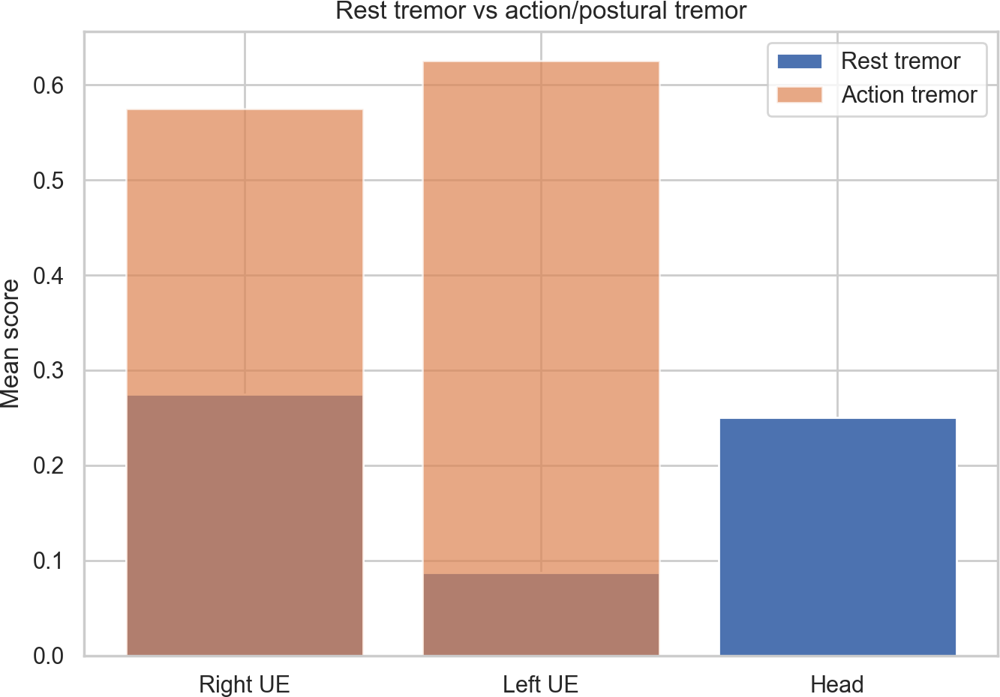 Rest tremor vs action/postural tremor
Rest tremor
Action tremor
Mean score
0.6
0.5
0.4
0.3
0.2
0.1
0.0
Right UE
Left UE
Head